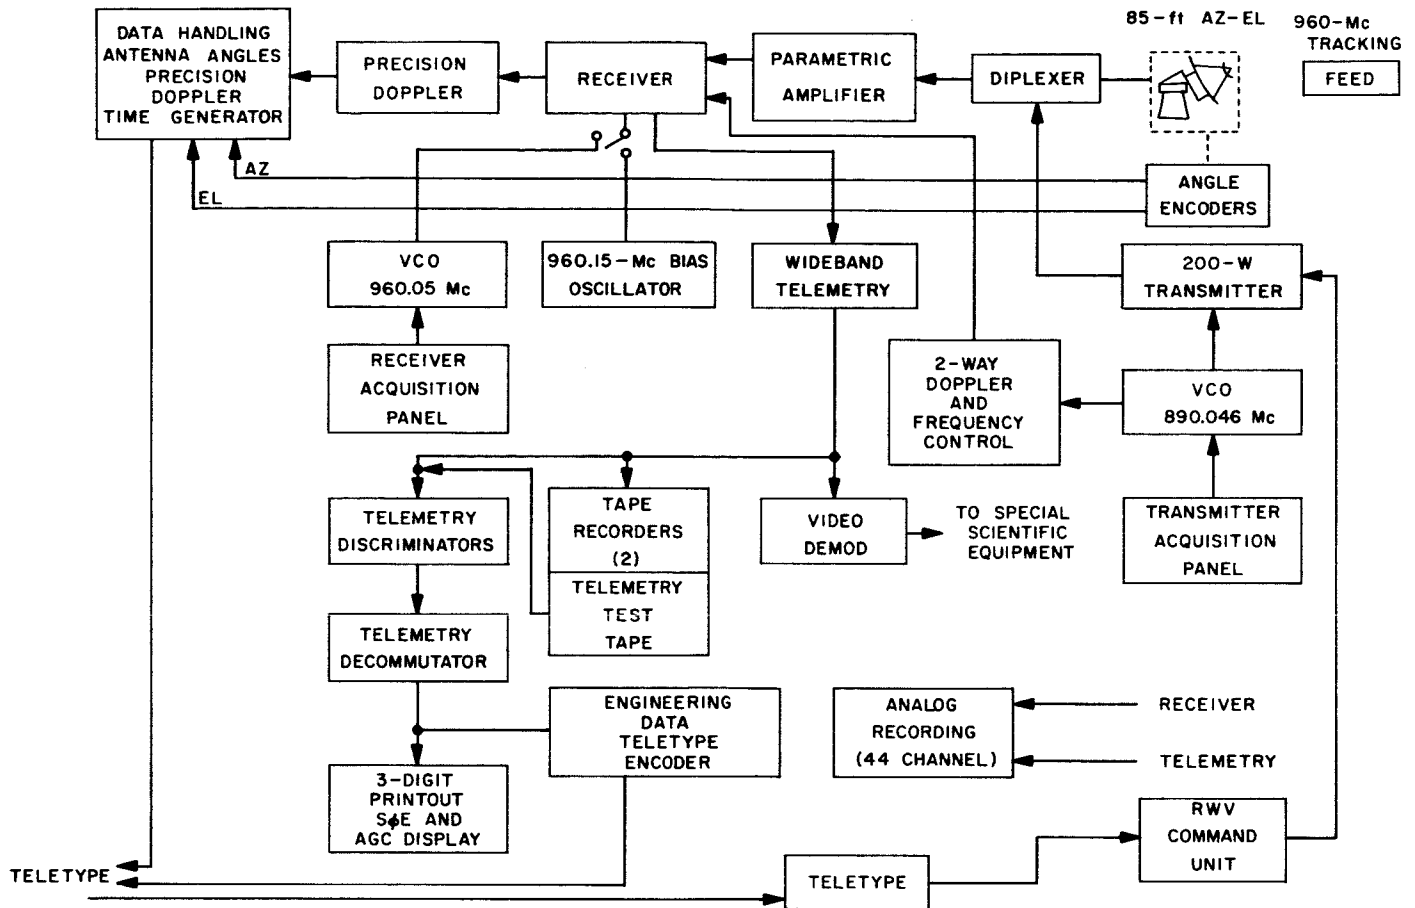 DATA HANDLING
ANTENNA ANGLES
PRECISION
DOPPLER
TIME GENERATOR
PRECISION
DOPPLER
RECEIVER
PARAMETRIC
AMPLIFIER
DIPLEXER
85-ft AZ-EL
960-Mc
TRACKING
FEED
AZ
EL
ANGLE
ENCODERS
VCO
960.05 Mc
960.15-Mc BIAS
OSCILLATOR
WIDEBAND
TELEMETRY
200-W
TRANSMITTER
RECEIVER
ACQUISITION
PANEL
2-WAY
DOPPLER
AND
FREQUENCY
CONTROL
VCO
890.046 Mc
TELEMETRY
DISCRIMINATORS
TAPE
RECORDERS
(2)
TELEMETRY
TEST
TAPE
VIDEO
DEMOD
TO SPECIAL
SCIENTIFIC
EQUIPMENT
TRANSMITTER
ACQUISITION
PANEL
TELEMETRY
DECOMMUTATOR
ENGINEERING
DATA
TELETYPE
ENCODER
ANALOG
RECORDING
(44 CHANNEL)
RECEIVER
TELEMETRY
3-DIGIT
PRINTOUT
SϕE AND
AGC DISPLAY
RWV
COMMAND
UNIT
TELETYPE
TELETYPE